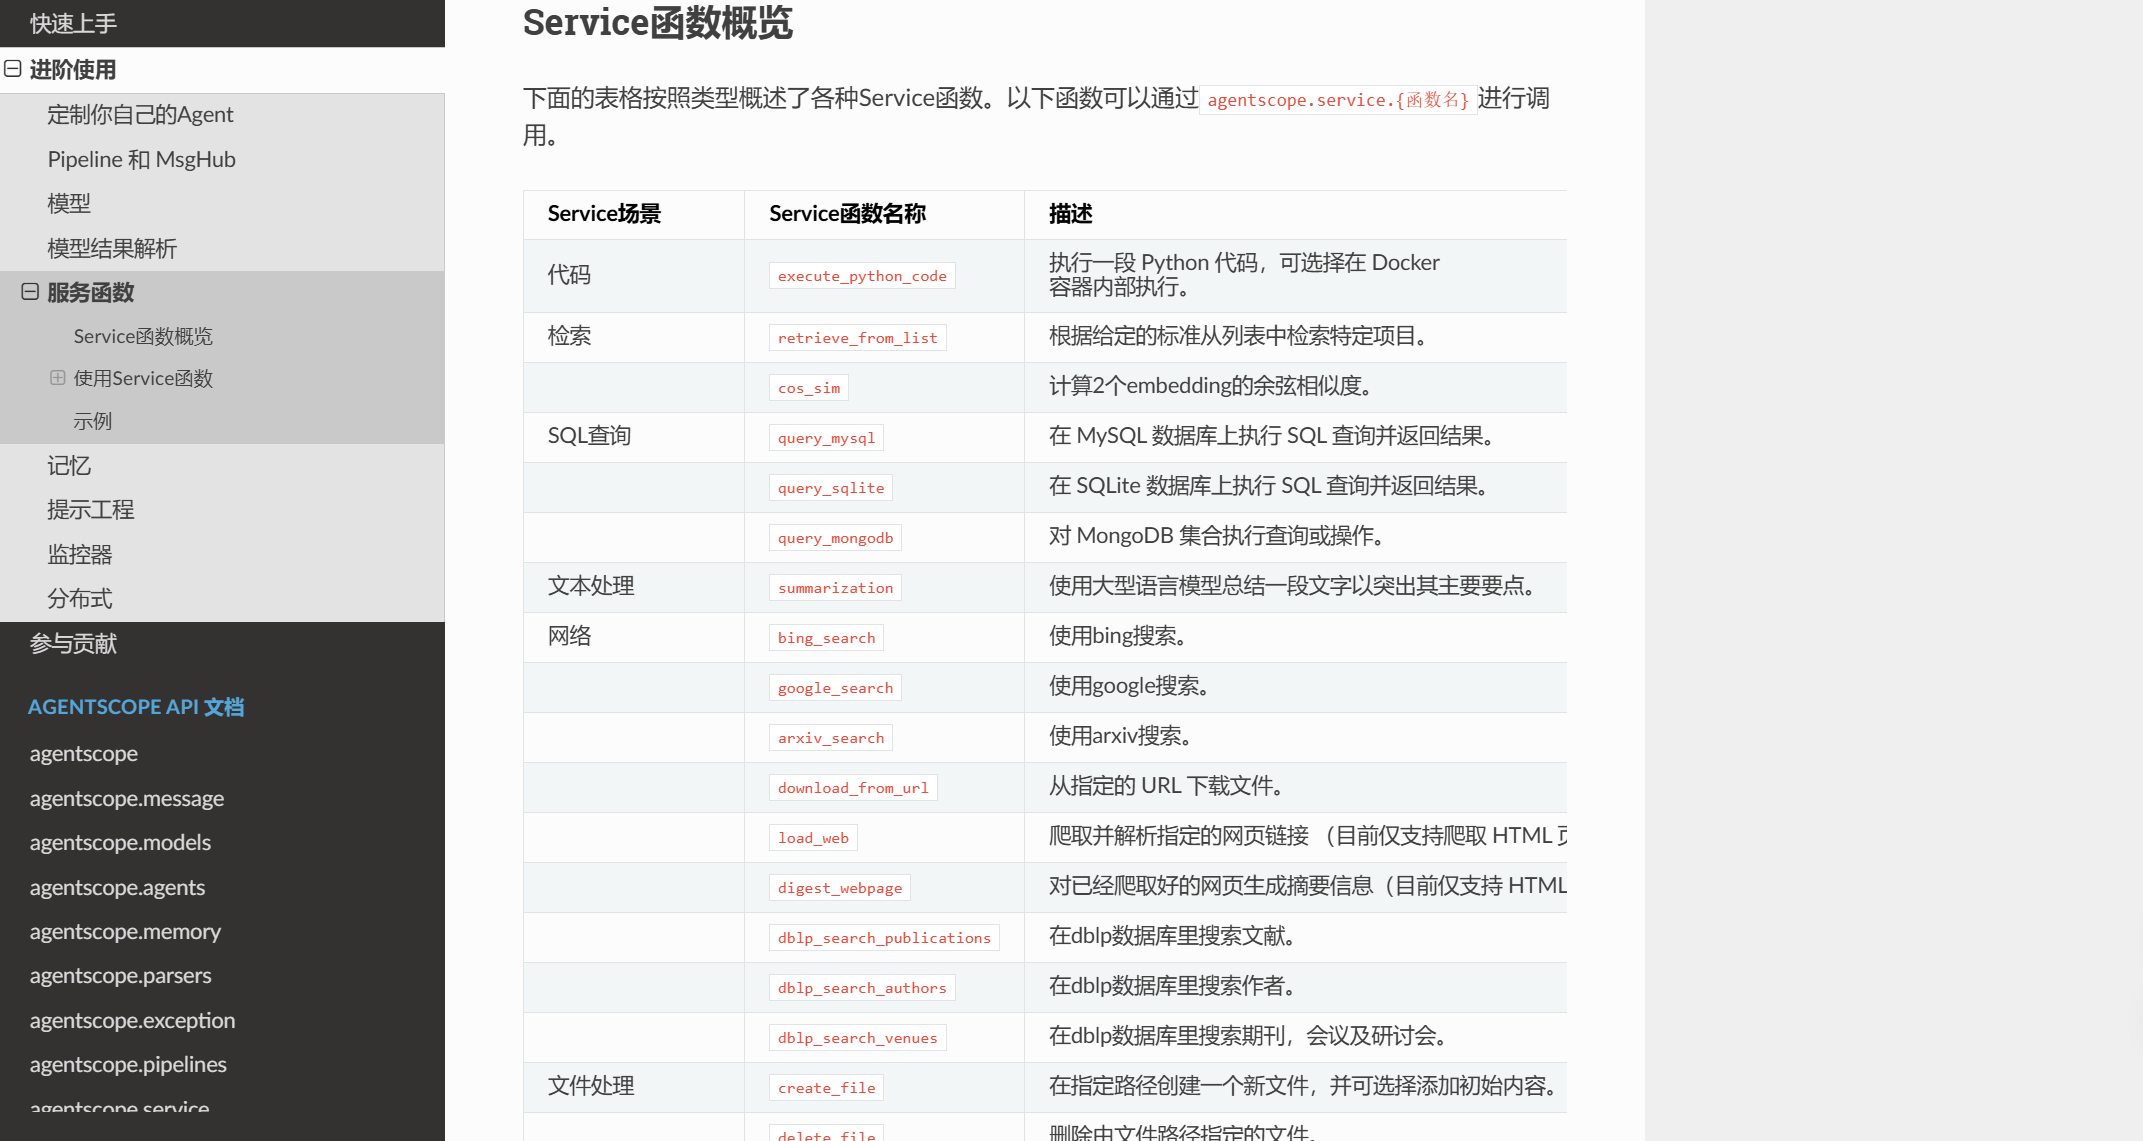 快速上手
进阶使用
定制你自己的Agent
Pipeline 和 MsgHub
模型
模型结果解析
服务函数
Service函数概览
使用Service函数
示例
记忆
提示工程
监控器
分布式
参与贡献
AGENTSCOPE API 文档
agentscope
agentscope.message
agentscope.models
agentscope.agents
agentscope.memory
agentscope.parsers
agentscope.exception
agentscope.pipelines
agentscope.service
Service函数概览
下面的表格按照类型概述了各种Service函数。以下函数可以通过agentscope.service.{函数名}进行调
用。
Service场景 Service函数名称 描述
代码 execute_python_code 执行一段 Python 代码，可选择在 Docker
容器内部执行。
检索 retrieve_from_list 根据给定的标准从列表中检索特定项目。
cos_sim 计算2个embedding的余弦相似度。
SQL查询 query_mysql 在 MySQL 数据库上执行 SQL 查询并返回结果。
query_sqlite 在 SQLite 数据库上执行 SQL 查询并返回结果。
query_mongodb 对 MongoDB 集合执行查询或操作。
文本处理 summarization 使用大型语言模型总结一段文字以突出其主要要点。
网络 bing_search 使用bing搜索。
google_search 使用google搜索。
arxiv_search 使用arxiv搜索。
download_from_url 从指定的 URL 下载文件。
load_web 爬取并解析指定的网页链接 （目前仅支持爬取 HTML 页
digest_webpage 对已经爬取好的网页生成摘要信息（目前仅支持 HTML
dblp_search_publications 在dblp数据库里搜索文献。
dblp_search_authors 在dblp数据库里搜索作者。
dblp_search_venues 在dblp数据库里搜索期刊，会议及研讨会。
文件处理 create_file 在指定路径创建一个新文件，并可选择添加初始内容。
delete_file 删除由文件路径指定的文件。